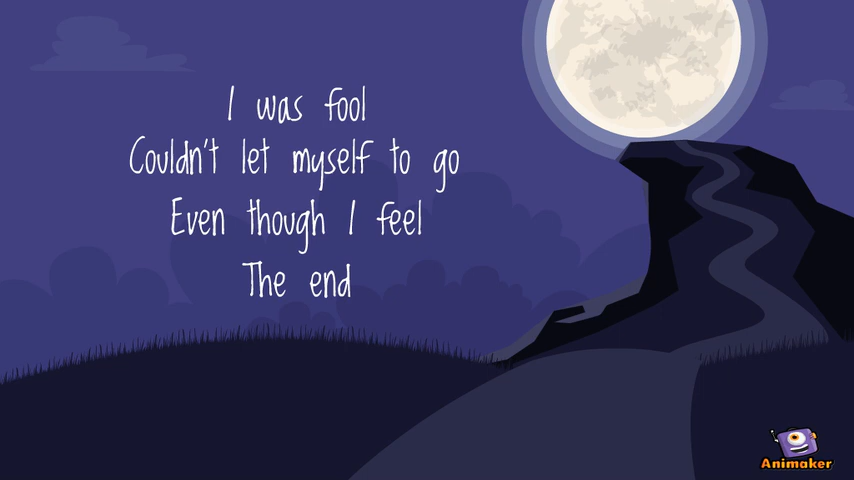 I was fool
Couldn't let myself to go
Even though I feel
The end
Animaker